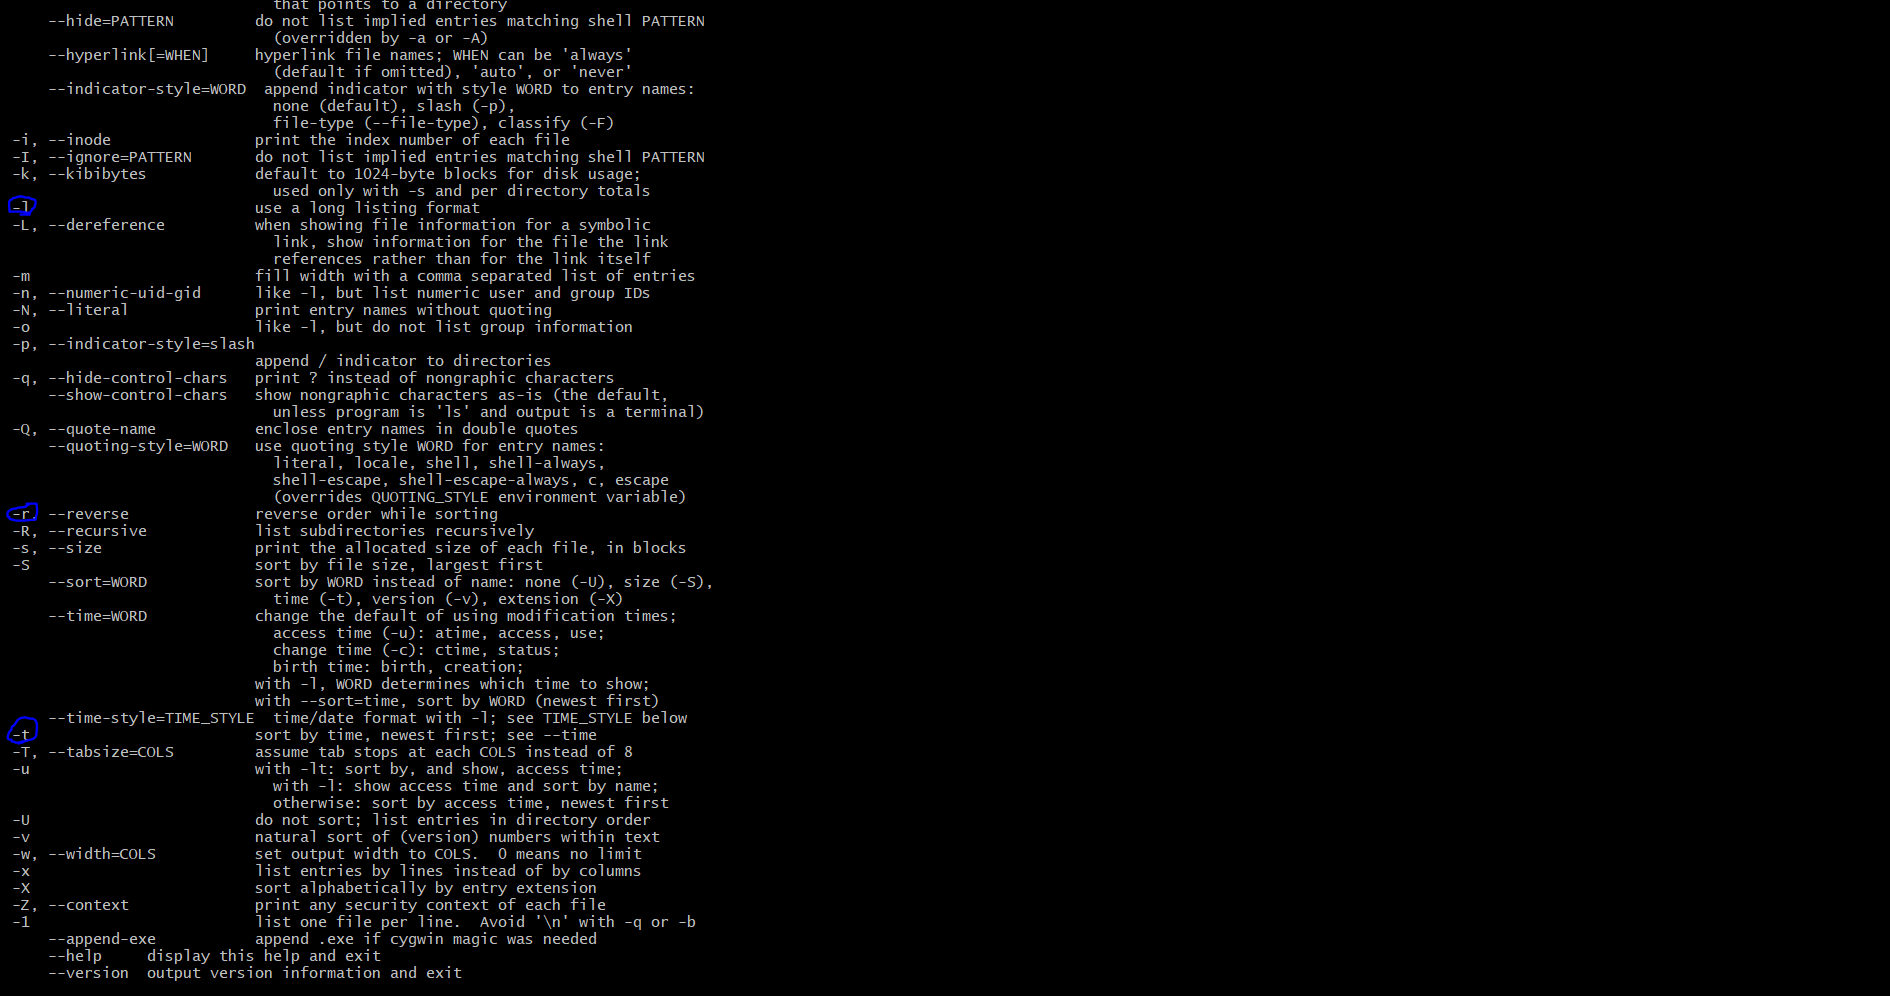 that points to a directory
--hide=PATTERN do not list implied entries matching shell PATTERN
(overridden by -a or -A)
--hyperlink[=WHEN] hyperlink file names; WHEN can be 'always'
(default if omitted), 'auto', or 'never'
--indicator-style=WORD append indicator with style WORD to entry names:
none (default), slash (-p),
file-type (--file-type), classify (-F)
-i, --inode print the index number of each file
-I, --ignore=PATTERN do not list implied entries matching shell PATTERN
-k, --kibibytes default to 1024-byte blocks for disk usage;
used only with -s and per directory totals
-l use a long listing format
-L, --dereference when showing file information for a symbolic
link, show information for the file the link
references rather than for the link itself
-m fill width with a comma separated list of entries
-n, --numeric-uid-gid like -l, but list numeric user and group IDs
-N, --literal print entry names without quoting
-o like -l, but do not list group information
-p, --indicator-style=slash
append / indicator to directories
-q, --hide-control-chars print ? instead of nongraphic characters
--show-control-chars show nongraphic characters as-is (the default,
unless program is 'ls' and output is a terminal)
-Q, --quote-name enclose entry names in double quotes
--quoting-style=WORD use quoting style WORD for entry names:
literal, locale, shell, shell-always,
shell-escape, shell-escape-always, c, escape
(overrides QUOTING_STYLE environment variable)
-r, --reverse reverse order while sorting
-R, --recursive list subdirectories recursively
-s, --size print the allocated size of each file, in blocks
-S sort by file size, largest first
--sort=WORD sort by WORD instead of name: none (-U), size (-S),
time (-t), version (-v), extension (-X)
--time=WORD change the default of using modification times;
access time (-u): atime, access, use;
change time (-c): ctime, status;
birth time: birth, creation;
with -l, WORD determines which time to show;
with --sort=time, sort by WORD (newest first)
--time-style=TIME_STYLE time/date format with -l; see TIME_STYLE below
-t sort by time, newest first; see --time
-T, --tabsize=COLS assume tab stops at each COLS instead of 8
-u with -lt: sort by, and show, access time;
with -l: show access time and sort by name;
otherwise: sort by access time, newest first
-U do not sort; list entries in directory order
-v natural sort of (version) numbers within text
-w, --width=COLS set output width to COLS. 0 means no limit
-x list entries by lines instead of by columns
-X sort alphabetically by entry extension
-Z, --context print any security context of each file
-1 list one file per line. Avoid '\n' with -q or -b
--append-exe append .exe if cygwin magic was needed
--help display this help and exit
--version output version information and exit